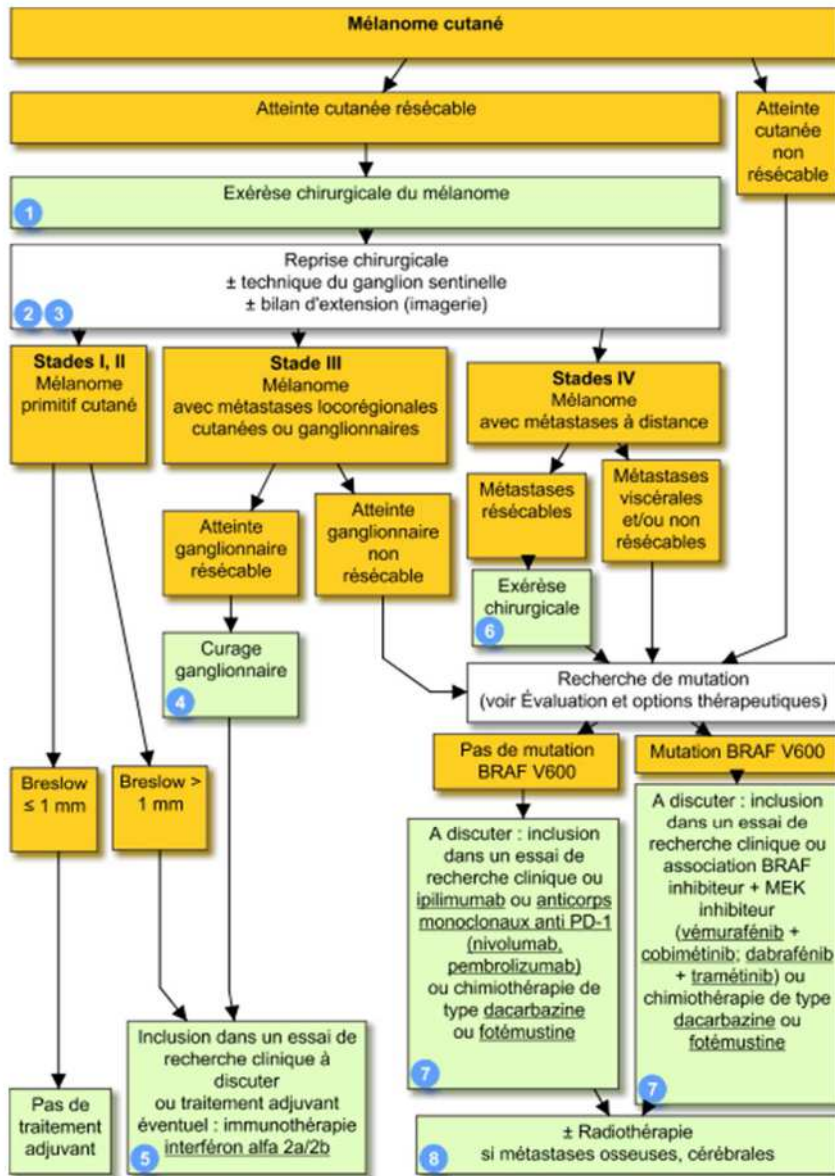 Mélanome cutané
Atteinte cutanée résécable
Atteinte
cutanée
non
résécable
Exérèse chirurgicale du mélanome
1
Reprise chirurgicale
± technique du ganglion sentinelle
± bilan d'extension (imagerie)
2 3
Stades I, II
Mélanome
primitif cutané
Stade III
Mélanome
avec métastases locorégionales
cutanées ou ganglionnaires
Stades IV
Mélanome
avec métastases à distance
Atteinte
ganglionnaire
résécable
Atteinte
ganglionnaire
non
résécable
Métastases
résécables
Métastases
viscérales
et/ou non
résécables
Exérèse
chirurgicale
6
Curage
ganglionnaire
4
Recherche de mutation
(voir Évaluation et options thérapeutiques)
Pas de mutation
BRAF V600
Mutation BRAF V600
Breslow
≤ 1 mm
Breslow >
1 mm
A discuter : inclusion
dans un essai de
recherche clinique ou
ipilimumab ou anticorps
monoclonaux anti PD-1
(nivolumab,
pembrolizumab)
ou chimiothérapie de
type dacarbazine
ou fotémustine
7
A discuter : inclusion
dans un essai de
recherche clinique ou
association BRAF
inhibiteur + MEK
inhibiteur
(vémurafénib +
cobimétinib; dabrafénib
+ tramétinib) ou
chimiothérapie de type
dacarbazine ou
fotémustine
7
Pas de
traitement
adjuvant
Inclusion dans un essai de
recherche clinique à
discuter
ou traitement adjuvant
éventuel : immunothérapie
interféron alfa 2a/2b
5
± Radiothérapie
si métastases osseuses, cérébrales
8